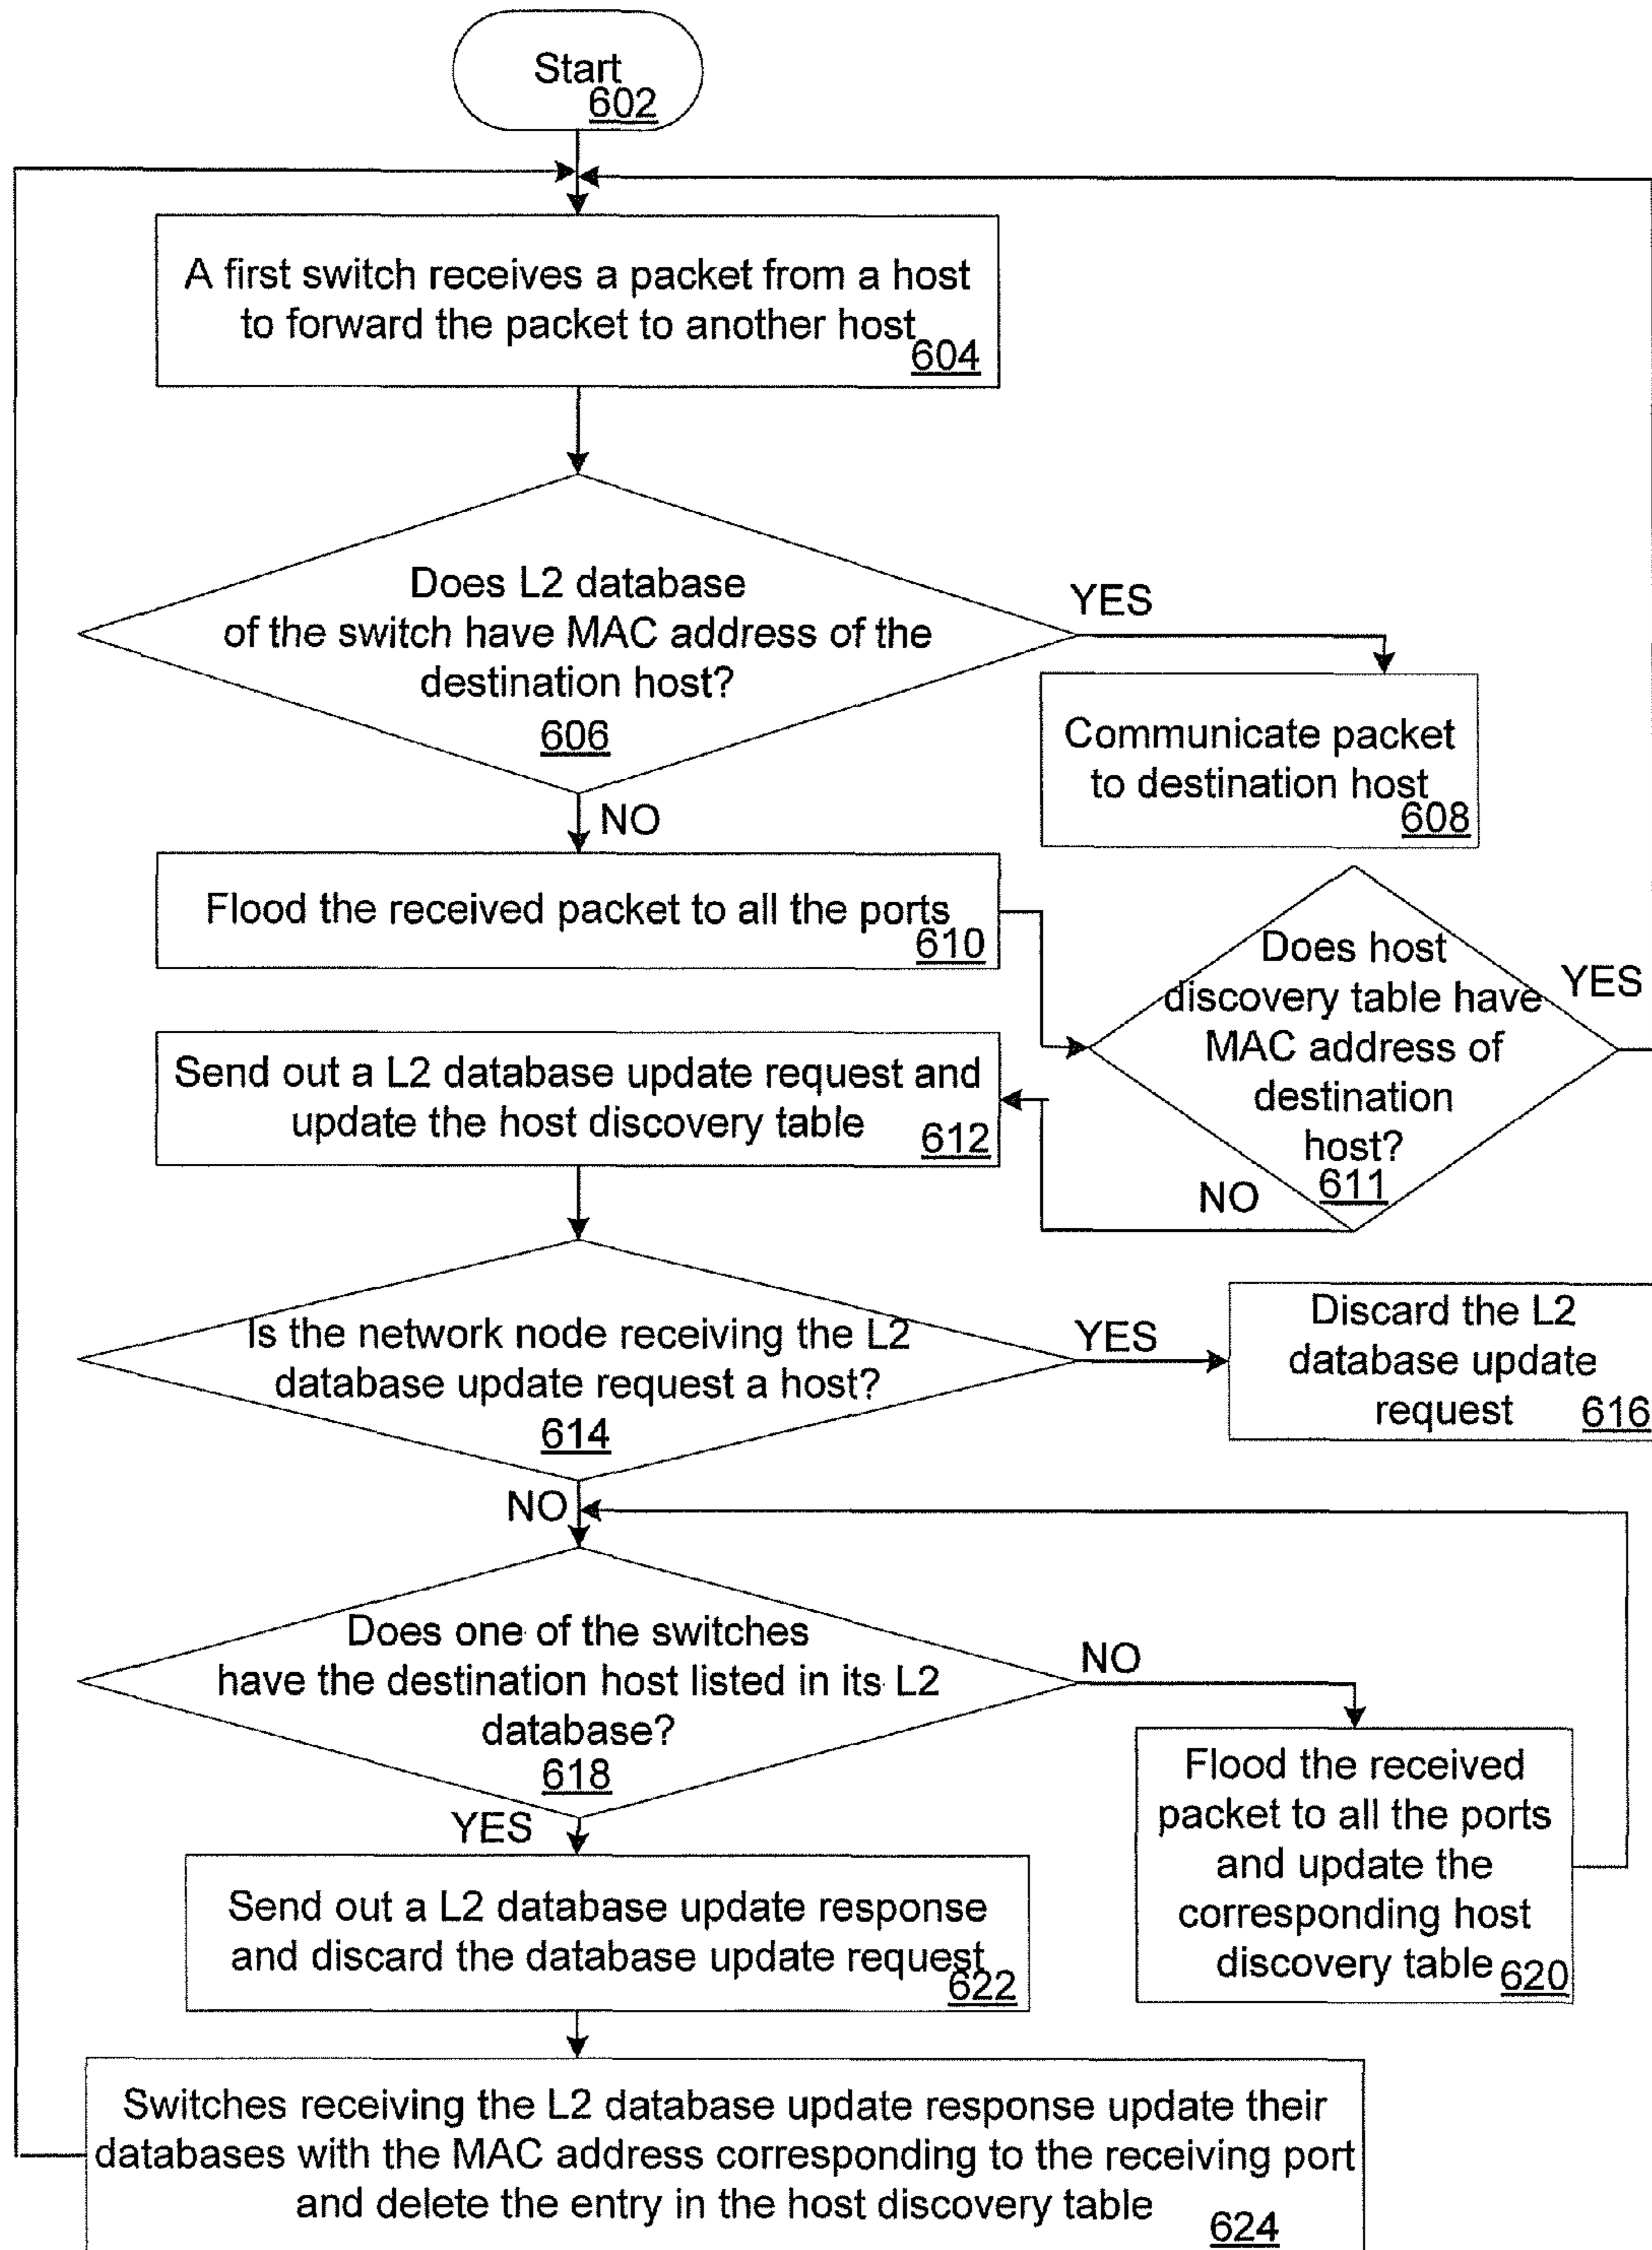 Start
602
A first switch receives a packet from a host
to forward the packet to another host
604
Does L2 database
of the switch have MAC address of the
destination host?
606
YES
Communicate packet
to destination host
608
NO
Flood the received packet to all the ports
610
Does host
discovery table have
MAC address of
destination
host?
611
YES
NO
Send out a L2 database update request and
update the host discovery table
612
Is the network node receiving the L2
database update request a host?
614
YES
Discard the L2
database update
request
616
NO
Does one of the switches
have the destination host listed in its L2
database?
618
NO
Flood the received
packet to all the ports
and update the
corresponding host
discovery table
620
YES
Send out a L2 database update response
and discard the database update request
622
Switches receiving the L2 database update response update their
databases with the MAC address corresponding to the receiving port
and delete the entry in the host discovery table
624